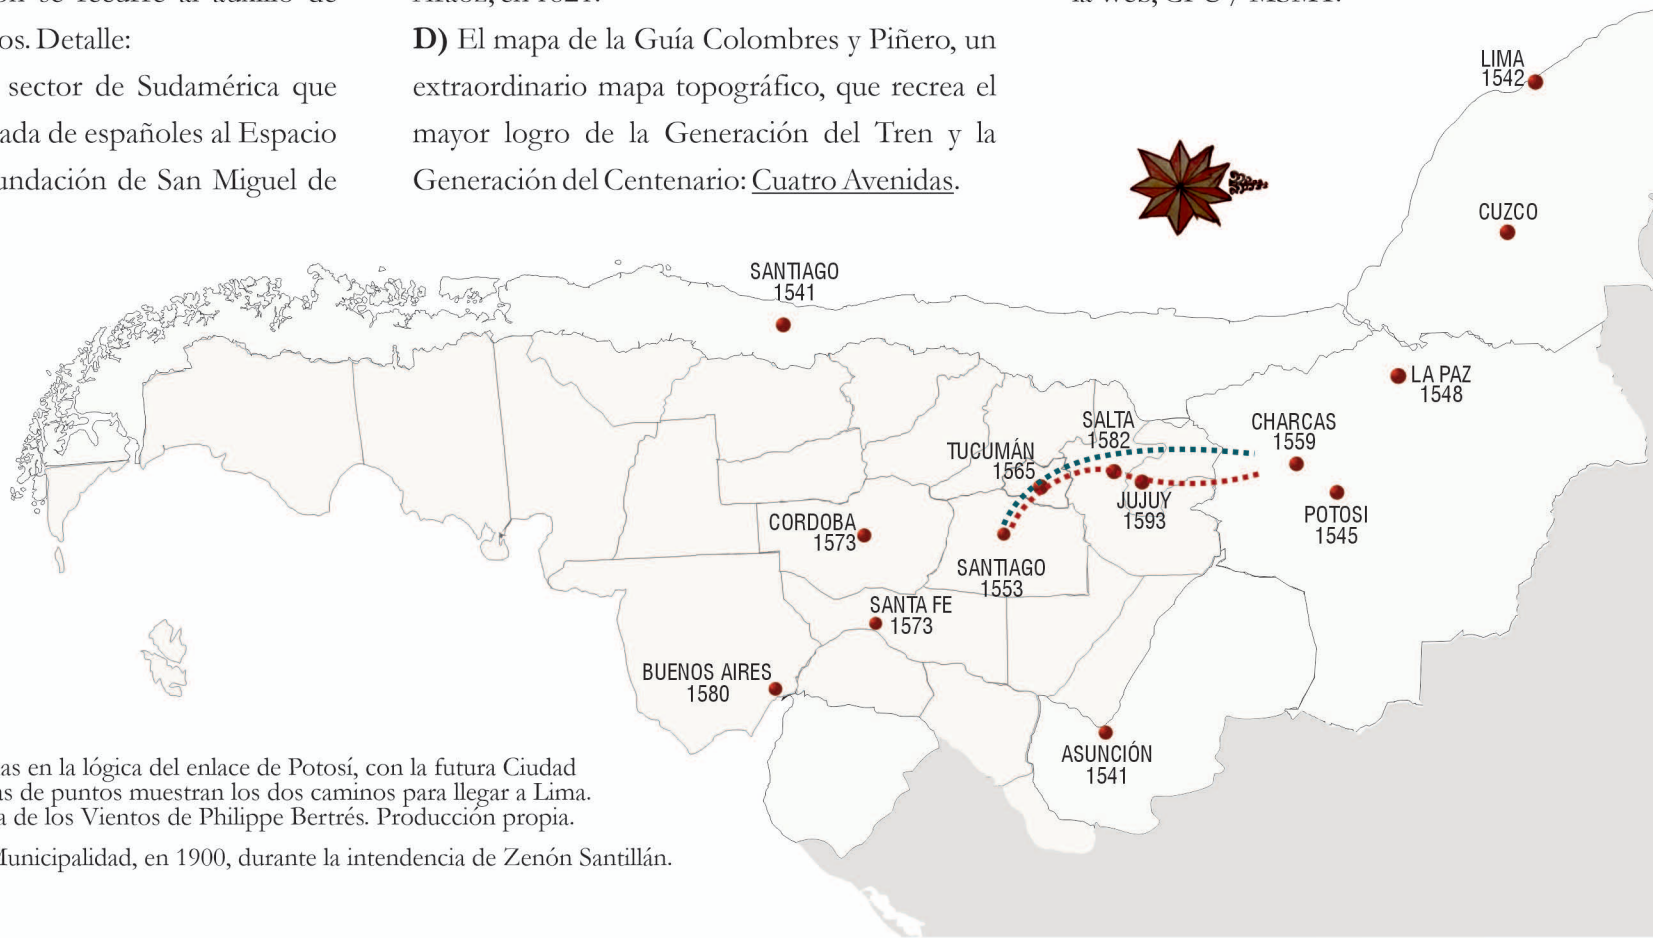 os. Detalle:
sector de Sudamérica que
ada de españoles al Espacio
undación de San Miguel de
D) El mapa de la Guía Colombres y Piñero, un
extraordinario mapa topográfico, que recrea el
mayor logro de la Generación del Tren y la
Generación del Centenario: Cuatro Avenidas.
LIMA
1542
CUZCO
SANTIAGO
1541
LA PAZ
1548
CHARCAS
1559
SALTA
1582
TUCUMÁN
1565
JUJUY
1593
POTOSI
1545
CORDOBA
1573
SANTIAGO
1553
SANTA FE
1573
BUENOS AIRES
1580
ASUNCIÓN
1541
as en la lógica del enlace de Potosí, con la futura Ciudad
as de puntos muestran los dos caminos para llegar a Lima.
a de los Vientos de Philippe Bertrés. Producción propia.
Municipalidad, en 1900, durante la intendencia de Zenón Santillán.